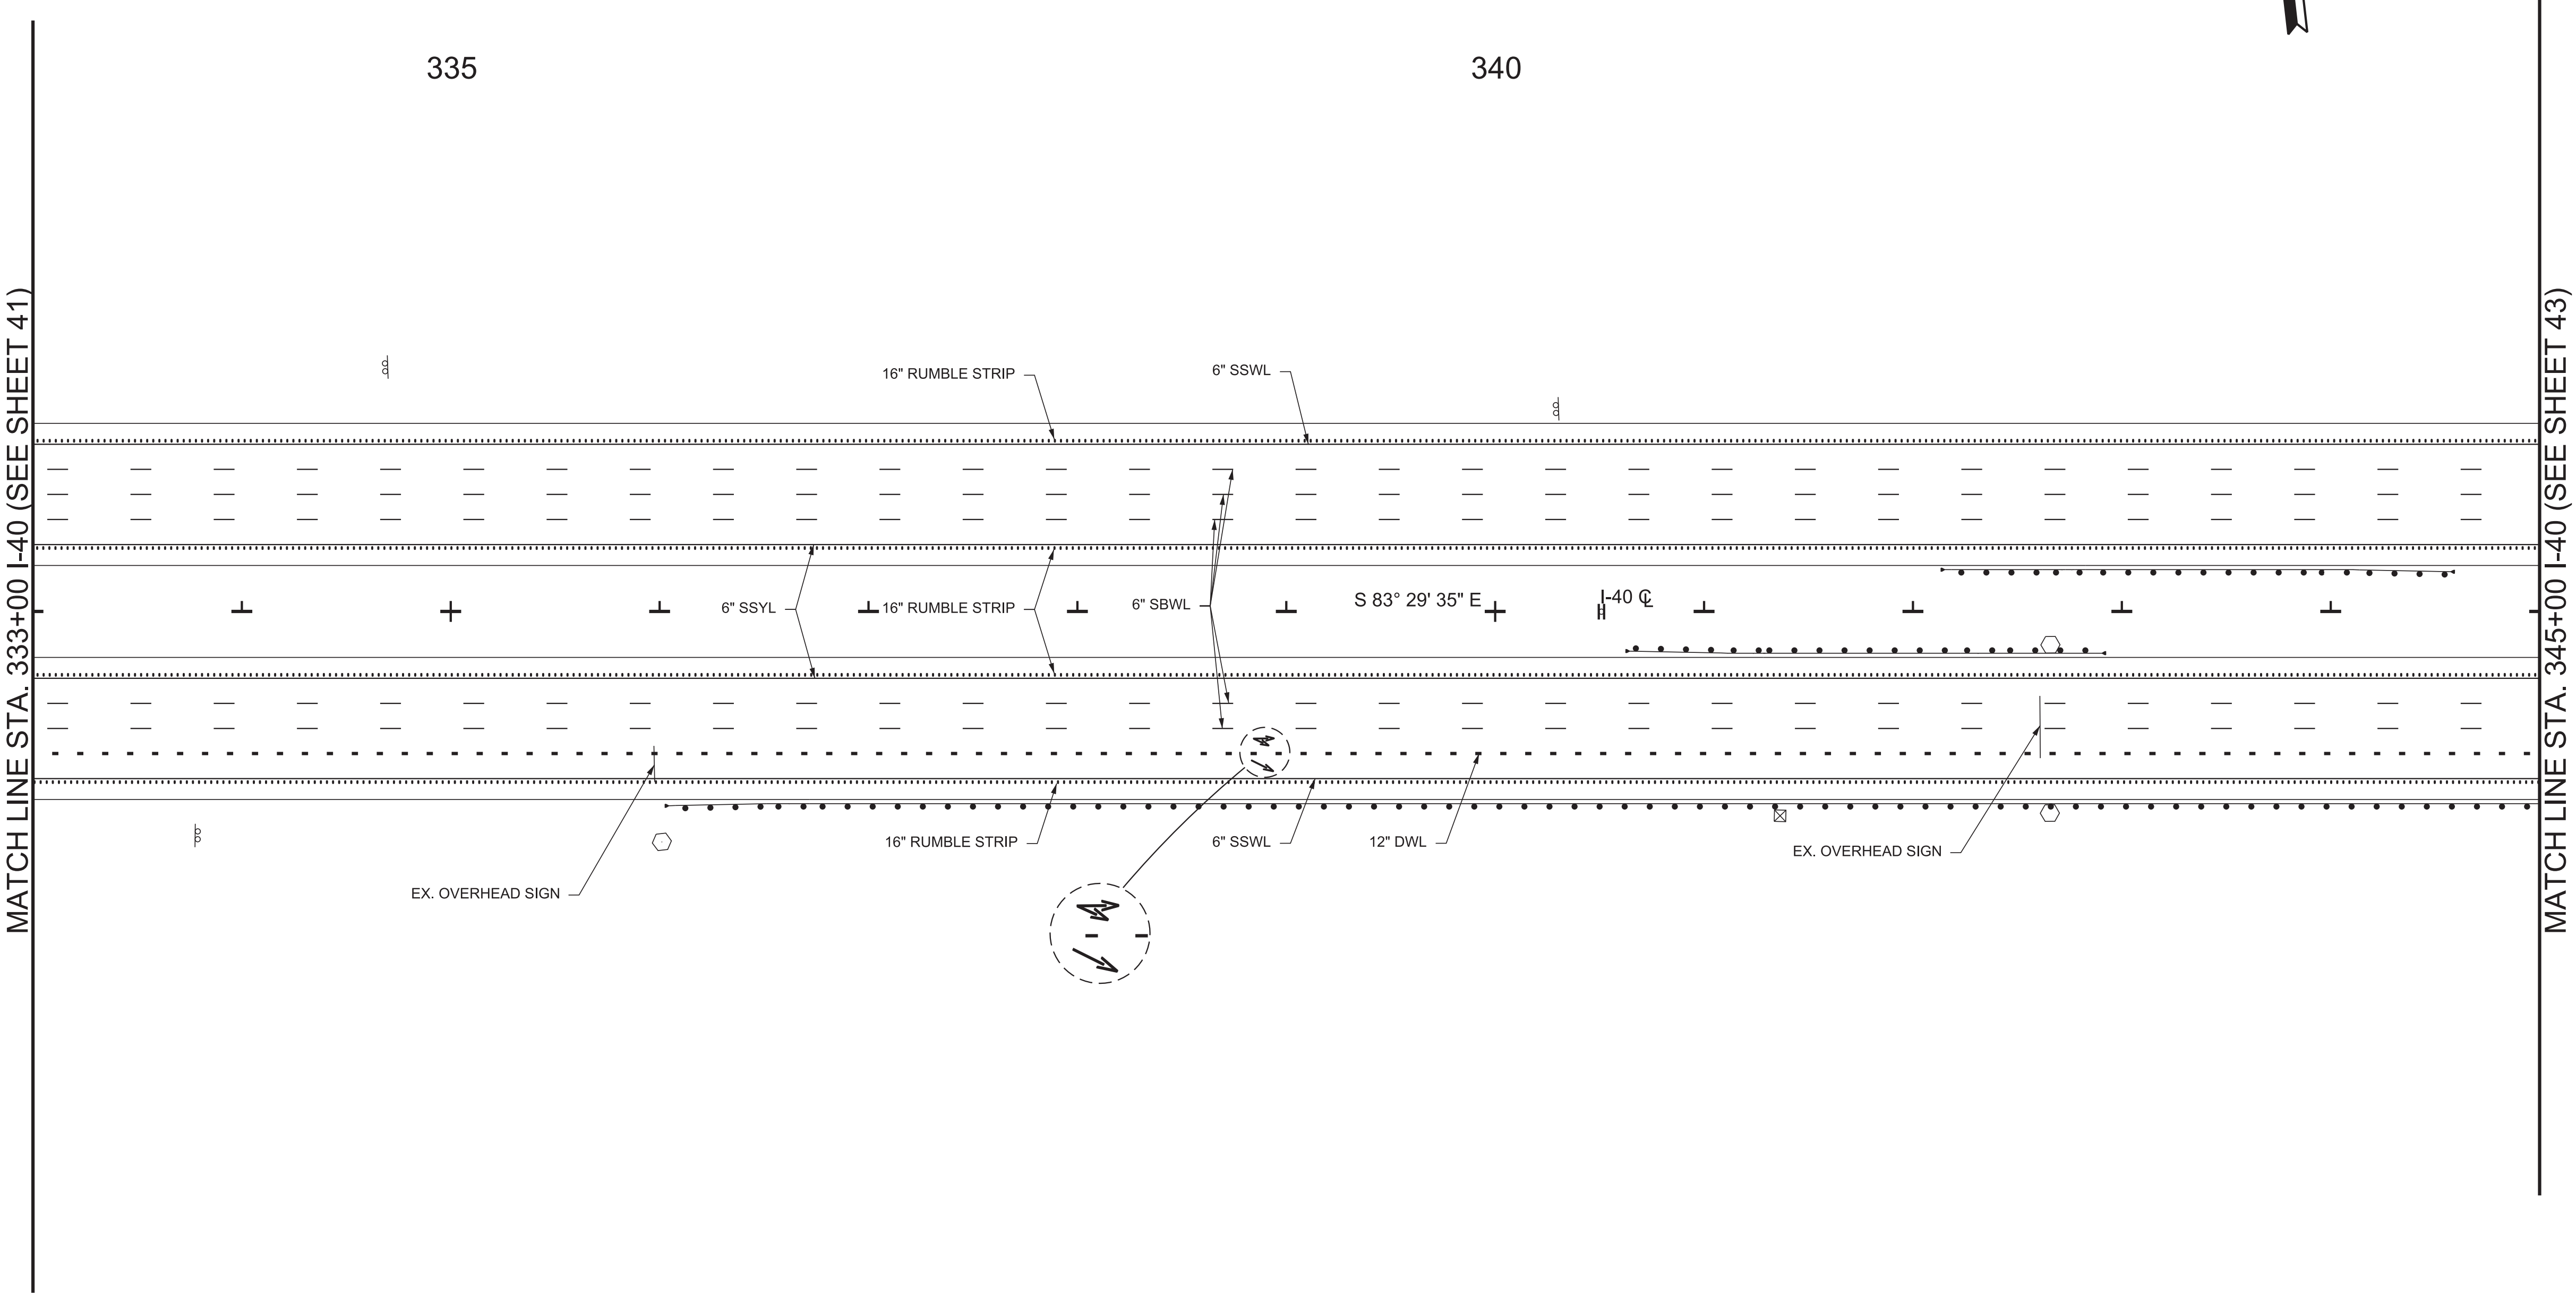 335
340
MATCH LINE STA. 333+00 I-40 (SEE SHEET 41)
MATCH LINE STA. 345+00 I-40 (SEE SHEET 43)
16" RUMBLE STRIP
6" SSWL
6" SSYL
16" RUMBLE STRIP
6" SBWL
S 83° 29' 35" E
I-40 ℄
16" RUMBLE STRIP
6" SSWL
12" DWL
EX. OVERHEAD SIGN
EX. OVERHEAD SIGN